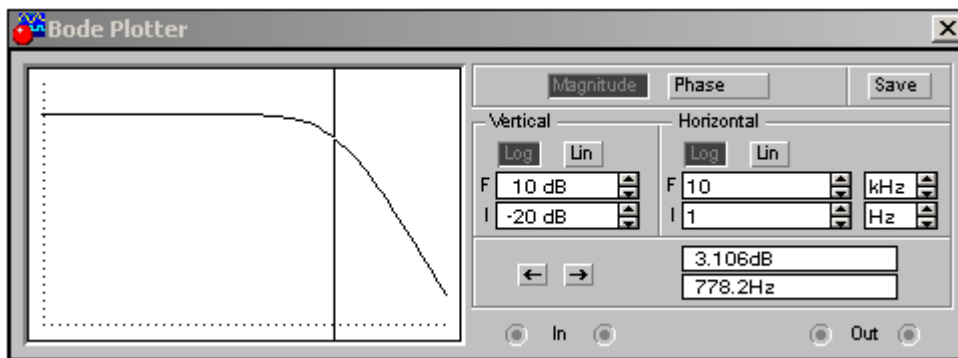 Bode Plotter
Magnitude Phase Save
Vertical Horizontal
Log Lin Log Lin
F 10 dB F 10 kHz
I -20 dB I 1 Hz
← →
3.106dB
778.2Hz
In Out